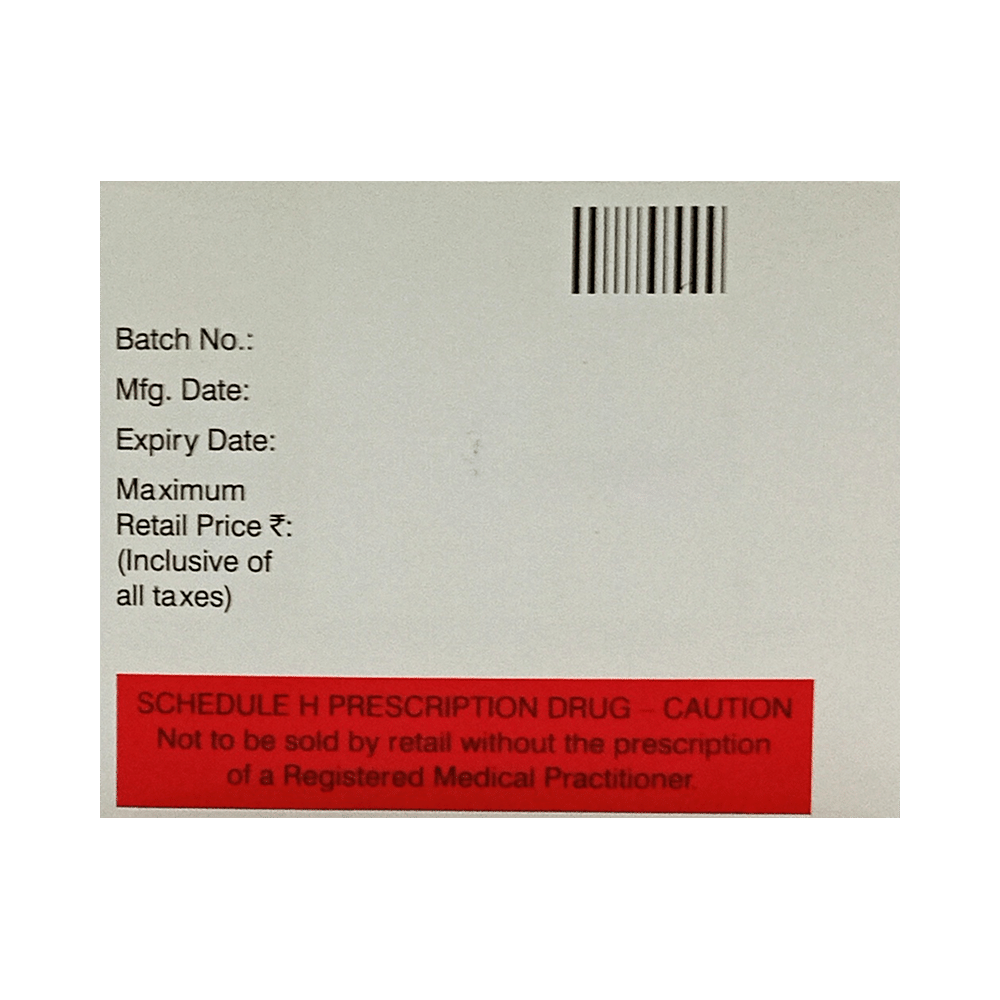 Batch No.:
Mfg. Date:
Expiry Date:
Maximum
Retail Price ₹:
(Inclusive of
all taxes)
SCHEDULE H PRESCRIPTION DRUG – CAUTION
Not to be sold by retail without the prescription
of a Registered Medical Practitioner.